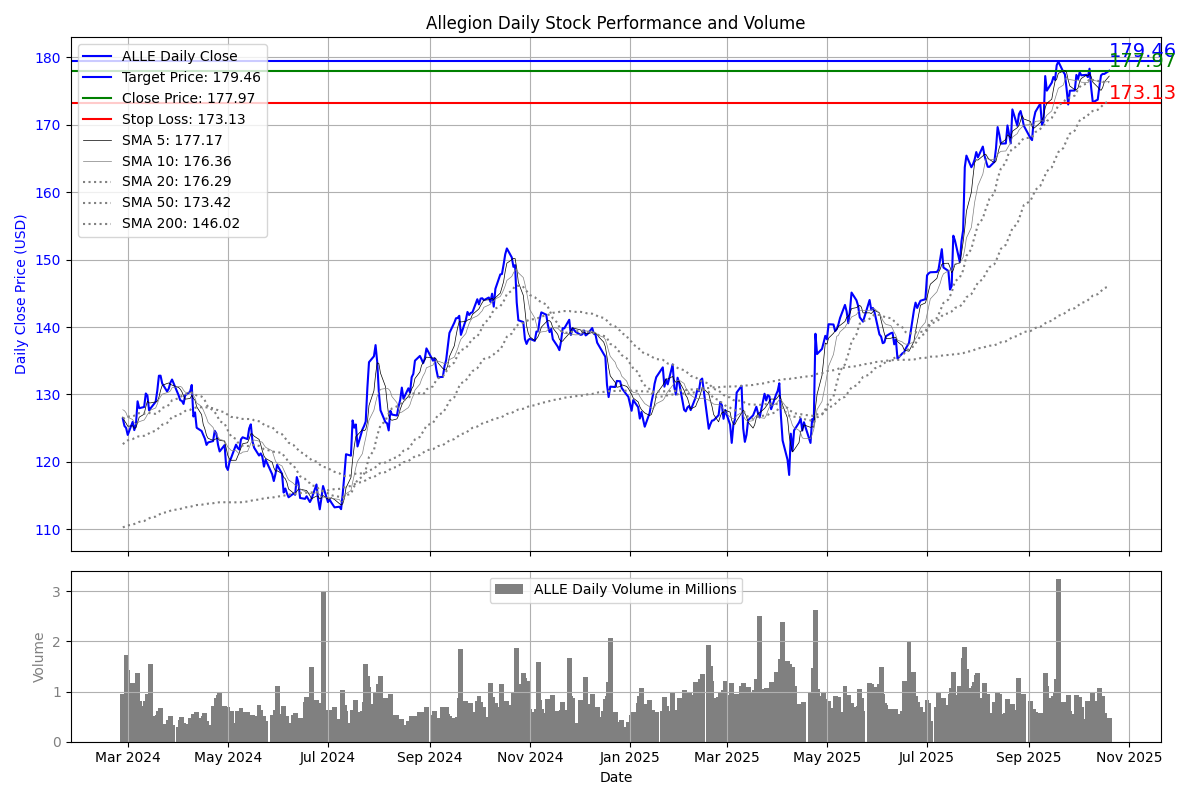 Allegion Daily Stock Performance and Volume
179.46
177.97
173.13
ALLE Daily Close
Target Price: 179.46
Close Price: 177.97
Stop Loss: 173.13
SMA 5: 177.17
SMA 10: 176.36
SMA 20: 176.29
SMA 50: 173.42
SMA 200: 146.02
Daily Close Price (USD)
180
170
160
150
140
130
120
110
ALLE Daily Volume in Millions
Volume
3
2
1
0
Mar 2024 May 2024 Jul 2024 Sep 2024 Nov 2024 Jan 2025 Mar 2025 May 2025 Jul 2025 Sep 2025 Nov 2025
Date